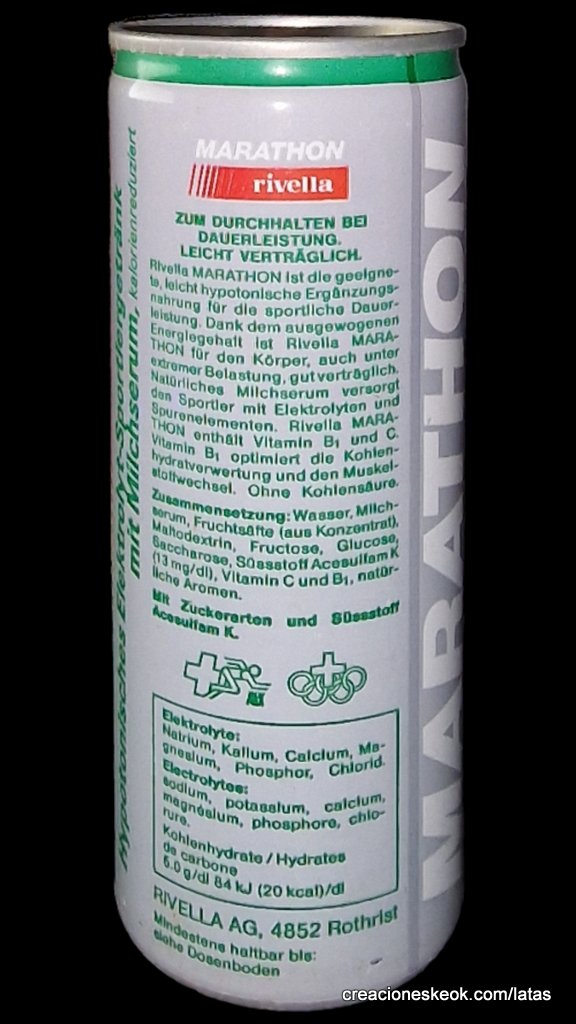 MARATHON
rivella
ZUM DURCHHALTEN BEI
DAUERLEISTUNG.
LEICHT VERTRÄGLICH.
Rivella MARATHON ist die geeigne-
te, leicht hypotonische Ergänzungs-
nahrung für die sportliche Dauer-
leistung. Dank dem ausgewogenen
Energiegehalt ist Rivella MARA-
THON für den Körper, auch unter
extremer Belastung, gut verträglich.
Natürliches Milchserum versorgt
den Sportler mit Elektrolyten und
Spurenelementen. Rivella MARA-
THON enthält Vitamin B₁ und C.
Vitamin B₁ optimiert die Kohlen-
hydratverwertung und den Muskel-
stoffwechsel. Ohne Kohlensäure.
Zusammensetzung: Wasser, Milch-
serum, Fruchtsäfte (aus Konzentrat),
Maltodextrin, Fructose, Glucose,
Saccharose, Süssstoff Acesulfam K
(13 mg/dl), Vitamin C und B₁, natür-
liche Aromen.
Mit Zuckerarten und Süssstoff
Acesulfam K.
Elektrolyte:
Natrium, Kalium, Calcium, Ma-
gnesium, Phosphor, Chlorid.
Electrolytes:
sodium, potassium, calcium,
magnésium, phosphore, chlo-
rure.
Kohlenhydrate / Hydrates
de carbone
5.0 g/dl 84 kJ (20 kcal)/dl
RIVELLA AG, 4852 Rothrist
Mindestens haltbar bis:
siehe Dosenboden
Hypotonisches Elektrolyt-Sportlergetränk
mit Milchserum, kalorienreduziert
MARATHON
creacioneskeok.com/latas